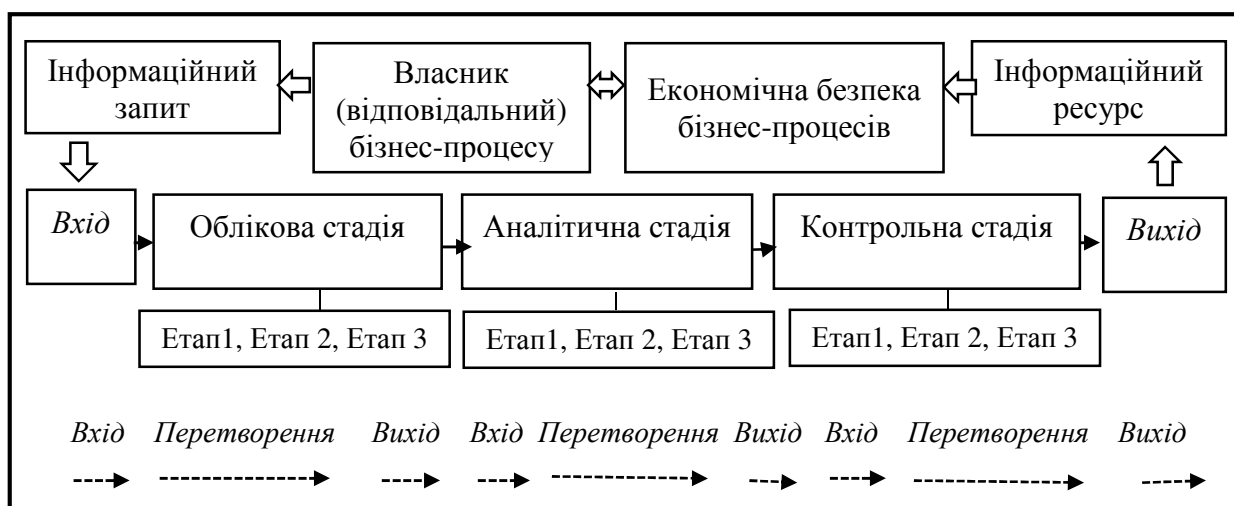 Інформаційний
запит
Власник
(відповідальний)
бізнес-процесу
Економічна безпека
бізнес-процесів
Інформаційний
ресурс
Вхід
Облікова стадія
Аналітична стадія
Контрольна стадія
Вихід
Етап1, Етап 2, Етап 3
Етап1, Етап 2, Етап 3
Етап1, Етап 2, Етап 3
Вхід Перетворення Вихід Вхід Перетворення Вихід Вхід Перетворення Вихід